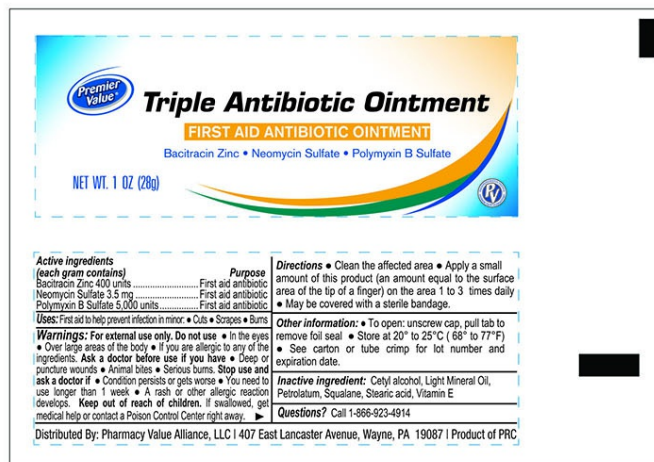 Premier
Value®
Triple Antibiotic Ointment
FIRST AID ANTIBIOTIC OINTMENT
Bacitracin Zinc • Neomycin Sulfate • Polymyxin B Sulfate
NET WT. 1 OZ (28g)
PV
Active ingredients
(each gram contains) Purpose
Bacitracin Zinc 400 units ..................... First aid antibiotic
Neomycin Sulfate 3.5 mg ..................... First aid antibiotic
Polymyxin B Sulfate 5,000 units ............ First aid antibiotic
Uses: First aid to help prevent infection in minor: • Cuts • Scrapes • Burns
Warnings: For external use only. Do not use • In the eyes
• Over large areas of the body • If you are allergic to any of the
ingredients. Ask a doctor before use if you have • Deep or
puncture wounds • Animal bites • Serious burns. Stop use and
ask a doctor if • Condition persists or gets worse • You need to
use longer than 1 week • A rash or other allergic reaction
develops. Keep out of reach of children. If swallowed, get
medical help or contact a Poison Control Center right away. ►
Directions • Clean the affected area • Apply a small
amount of this product (an amount equal to the surface
area of the tip of a finger) on the area 1 to 3 times daily
• May be covered with a sterile bandage.
Other information: • To open: unscrew cap, pull tab to
remove foil seal • Store at 20° to 25°C ( 68° to 77°F)
• See carton or tube crimp for lot number and
expiration date.
Inactive ingredient: Cetyl alcohol, Light Mineral Oil,
Petrolatum, Squalane, Stearic acid, Vitamin E
Questions? Call 1-866-923-4914
Distributed By: Pharmacy Value Alliance, LLC | 407 East Lancaster Avenue, Wayne, PA 19087 | Product of PRC